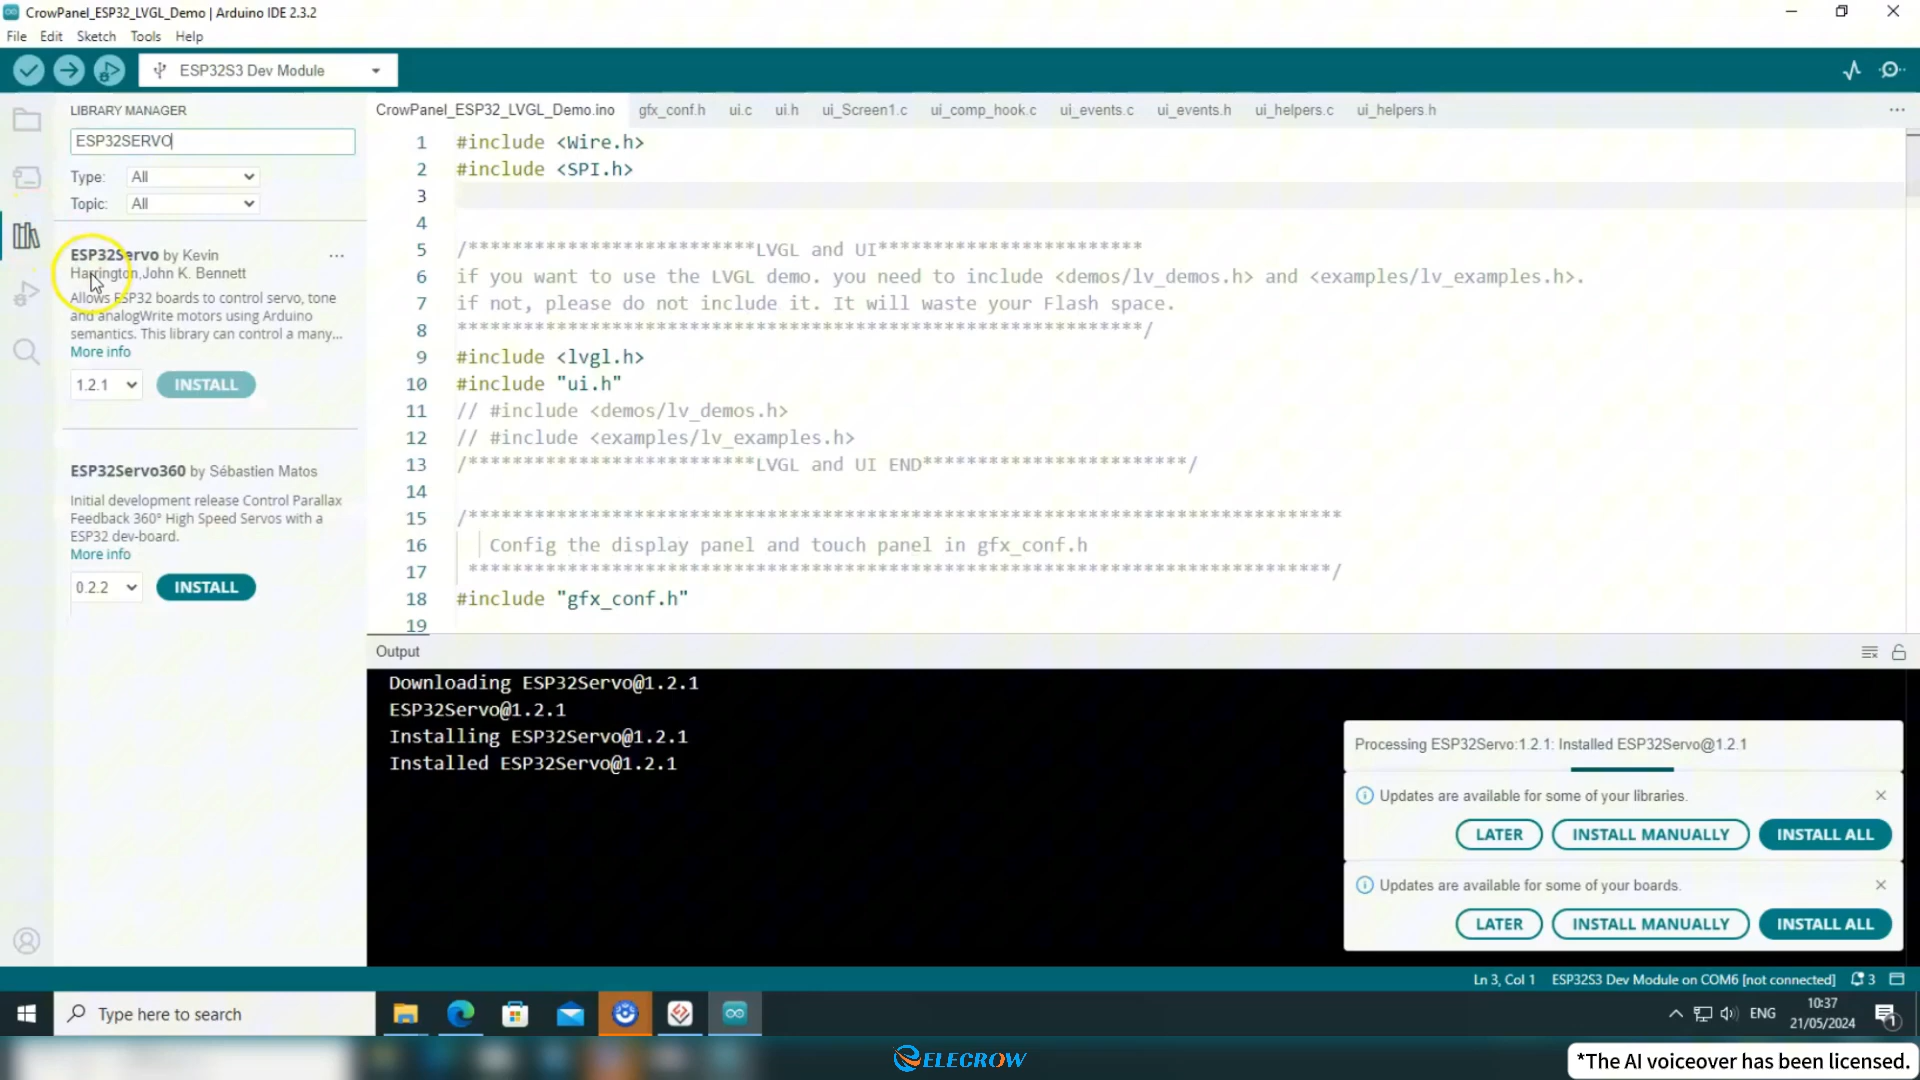 CrowPanel_ESP32_LVGL_Demo | Arduino IDE 2.3.2
File Edit Sketch Tools Help
ESP32S3 Dev Module
LIBRARY MANAGER
ESP32SERVO
Type: All
Topic: All
ESP32Servo by Kevin
Harrington,John K. Bennett
Allows ESP32 boards to control servo, tone
and analogWrite motors using Arduino
semantics. This library can control a many...
More info
1.2.1 INSTALL
ESP32Servo360 by Sébastien Matos
Initial development release Control Parallax
Feedback 360° High Speed Servos with a
ESP32 dev-board.
More info
0.2.2 INSTALL
CrowPanel_ESP32_LVGL_Demo.ino gfx_conf.h ui.c ui.h ui_Screen1.c ui_comp_hook.c ui_events.c ui_events.h ui_helpers.c ui_helpers.h
1 #include <Wire.h>
2 #include <SPI.h>
3
4
5 /**************************LVGL and UI************************
6 if you want to use the LVGL demo. you need to include <demos/lv_demos.h> and <examples/lv_examples.h>.
7 if not, please do not include it. It will waste your Flash space.
8 **************************************************************/
9 #include <lvgl.h>
10 #include "ui.h"
11 // #include <demos/lv_demos.h>
12 // #include <examples/lv_examples.h>
13 /**************************LVGL and UI END************************/
14
15 /*******************************************************************************
16 Config the display panel and touch panel in gfx_conf.h
17 ******************************************************************************/
18 #include "gfx_conf.h"
19
Output
Downloading ESP32Servo@1.2.1
ESP32Servo@1.2.1
Installing ESP32Servo@1.2.1
Installed ESP32Servo@1.2.1
Processing ESP32Servo:1.2.1: Installed ESP32Servo@1.2.1
Updates are available for some of your libraries.
LATER INSTALL MANUALLY INSTALL ALL
Updates are available for some of your boards.
LATER INSTALL MANUALLY INSTALL ALL
Ln 3, Col 1 ESP32S3 Dev Module on COM6 [not connected] 3
Type here to search
ENG
10:37
21/05/2024
1
ELECROW
*The AI voiceover has been licensed.